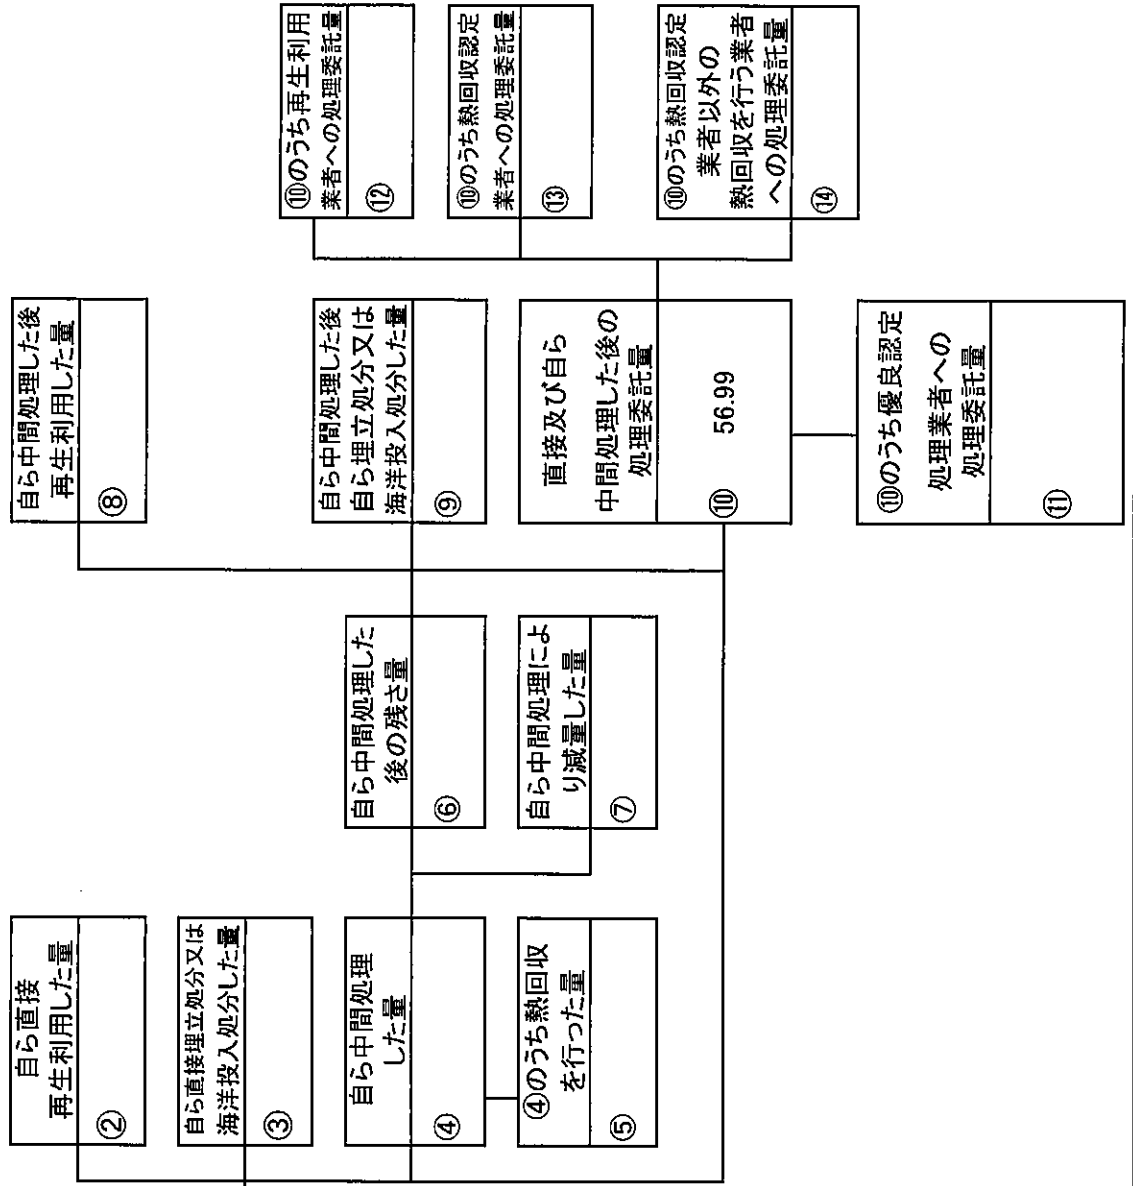 自ら直接
再生利用した量
②
自ら直接埋立処分又は
海洋投入処分した量
③
自ら中間処理
した量
④
④のうち熱回収
を行った量
⑤
自ら中間処理した
後の残さ量
⑥
自ら中間処理によ
り減量した量
⑦
自ら中間処理した後
再生利用した量
⑧
自ら中間処理した後
自ら埋立処分又は
海洋投入処分した量
⑨
直接及び自ら
中間処理した後の
処理委託量
⑩
56.99
⑩のうち優良認定
処理業者への
処理委託量
⑪
⑩のうち再生利用
業者への処理委託量
⑫
⑩のうち熱回収認定
業者への処理委託量
⑬
⑩のうち熱回収認定
業者以外の
熱回収を行う業者
への処理委託量
⑭